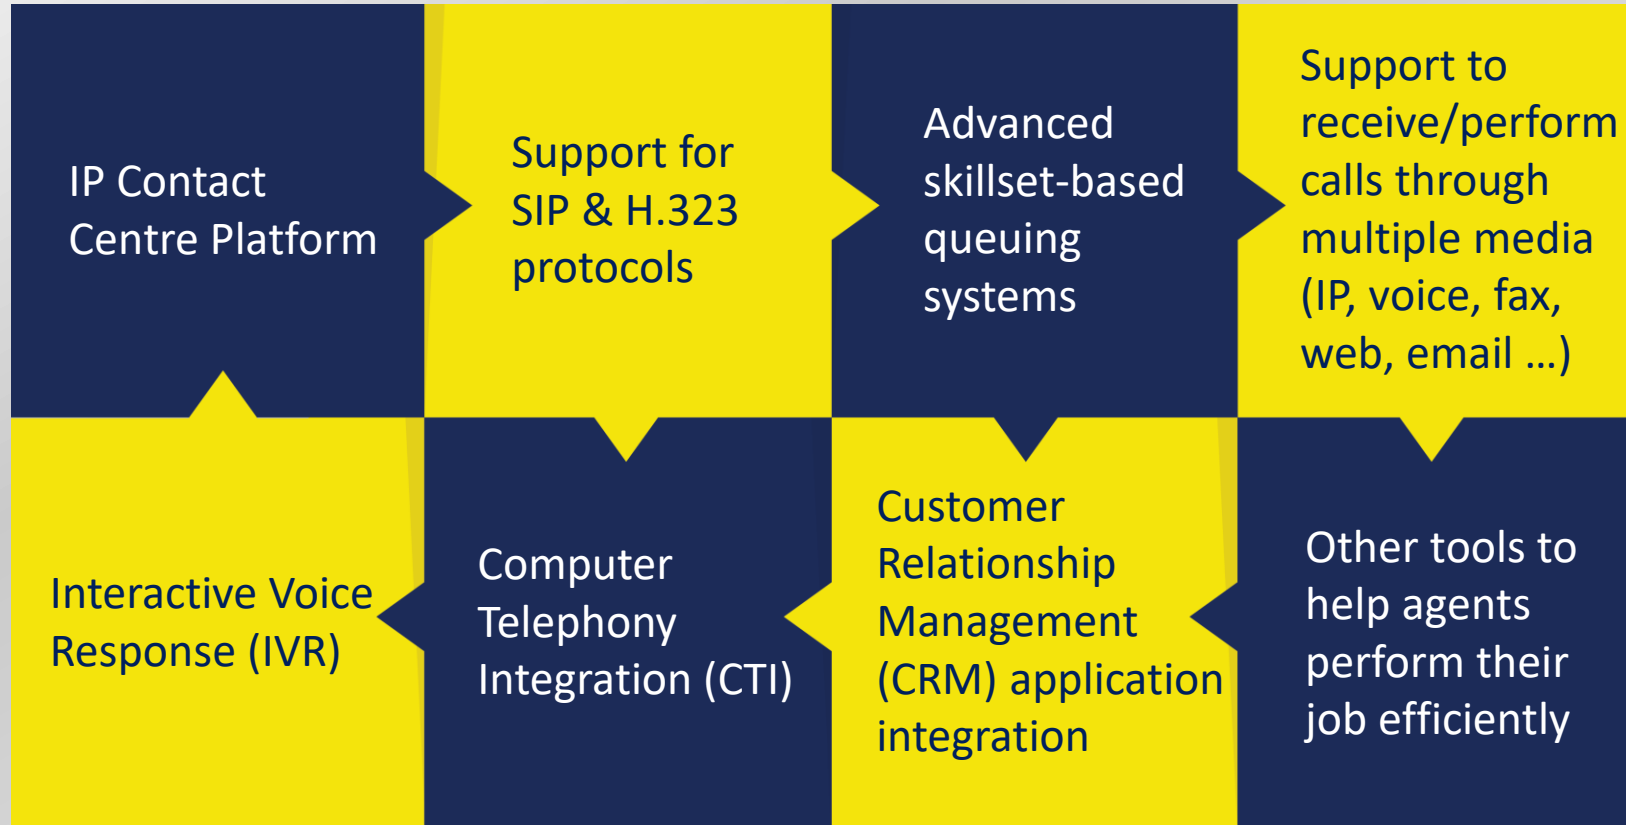 IP Contact
Centre Platform
Support for
SIP & H.323
protocols
Advanced
skillset-based
queuing
systems
Support to
receive/perform
calls through
multiple media
(IP, voice, fax,
web, email ...)
Interactive Voice
Response (IVR)
Computer
Telephony
Integration (CTI)
Customer
Relationship
Management
(CRM) application
integration
Other tools to
help agents
perform their
job efficiently